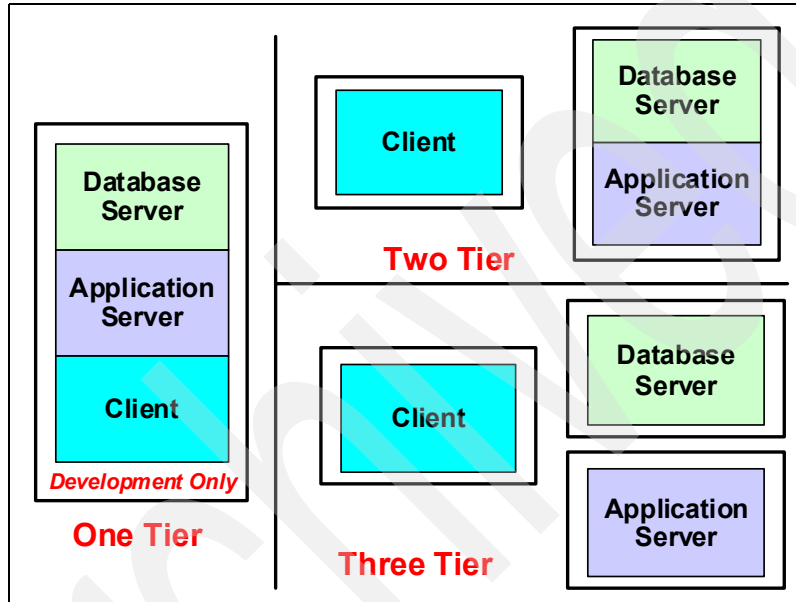 Database
Server
Application
Server
Client
Development Only
One Tier
Client
Database
Server
Application
Server
Two Tier
Client
Database
Server
Application
Server
Three Tier